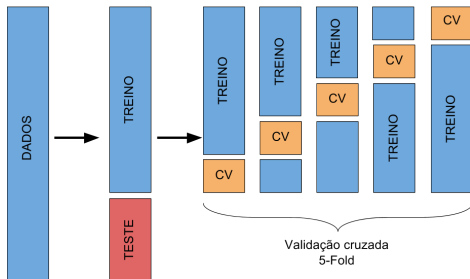 DADOS
TREINO
TESTE
TREINO
CV
TREINO
CV
TREINO
CV
CV
TREINO
CV
TREINO
Validação cruzada
5-Fold